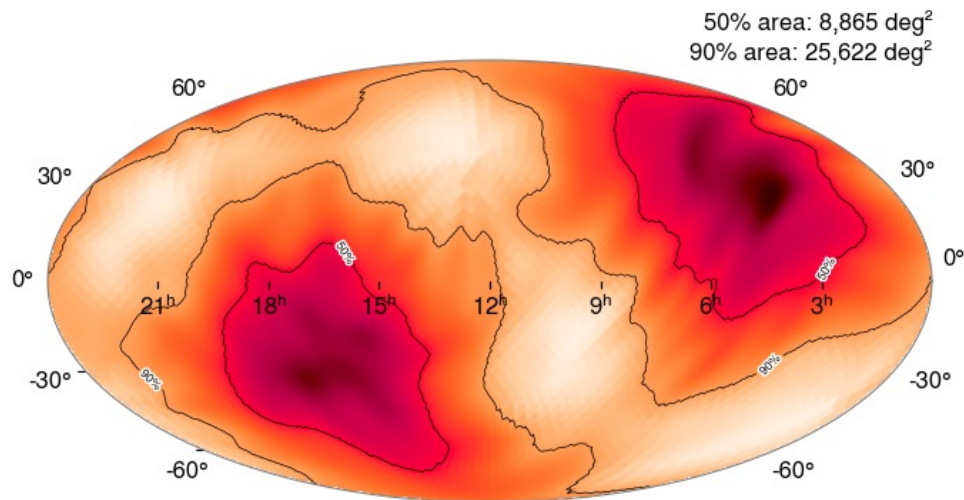 50% area: 8,865 deg²
90% area: 25,622 deg²
60° 60°
30° 30°
50% 50%
0° 0°
21ʰ 18ʰ 15ʰ 12ʰ 9ʰ 6ʰ 3ʰ
90% 90%
-30° -30°
-60° -60°